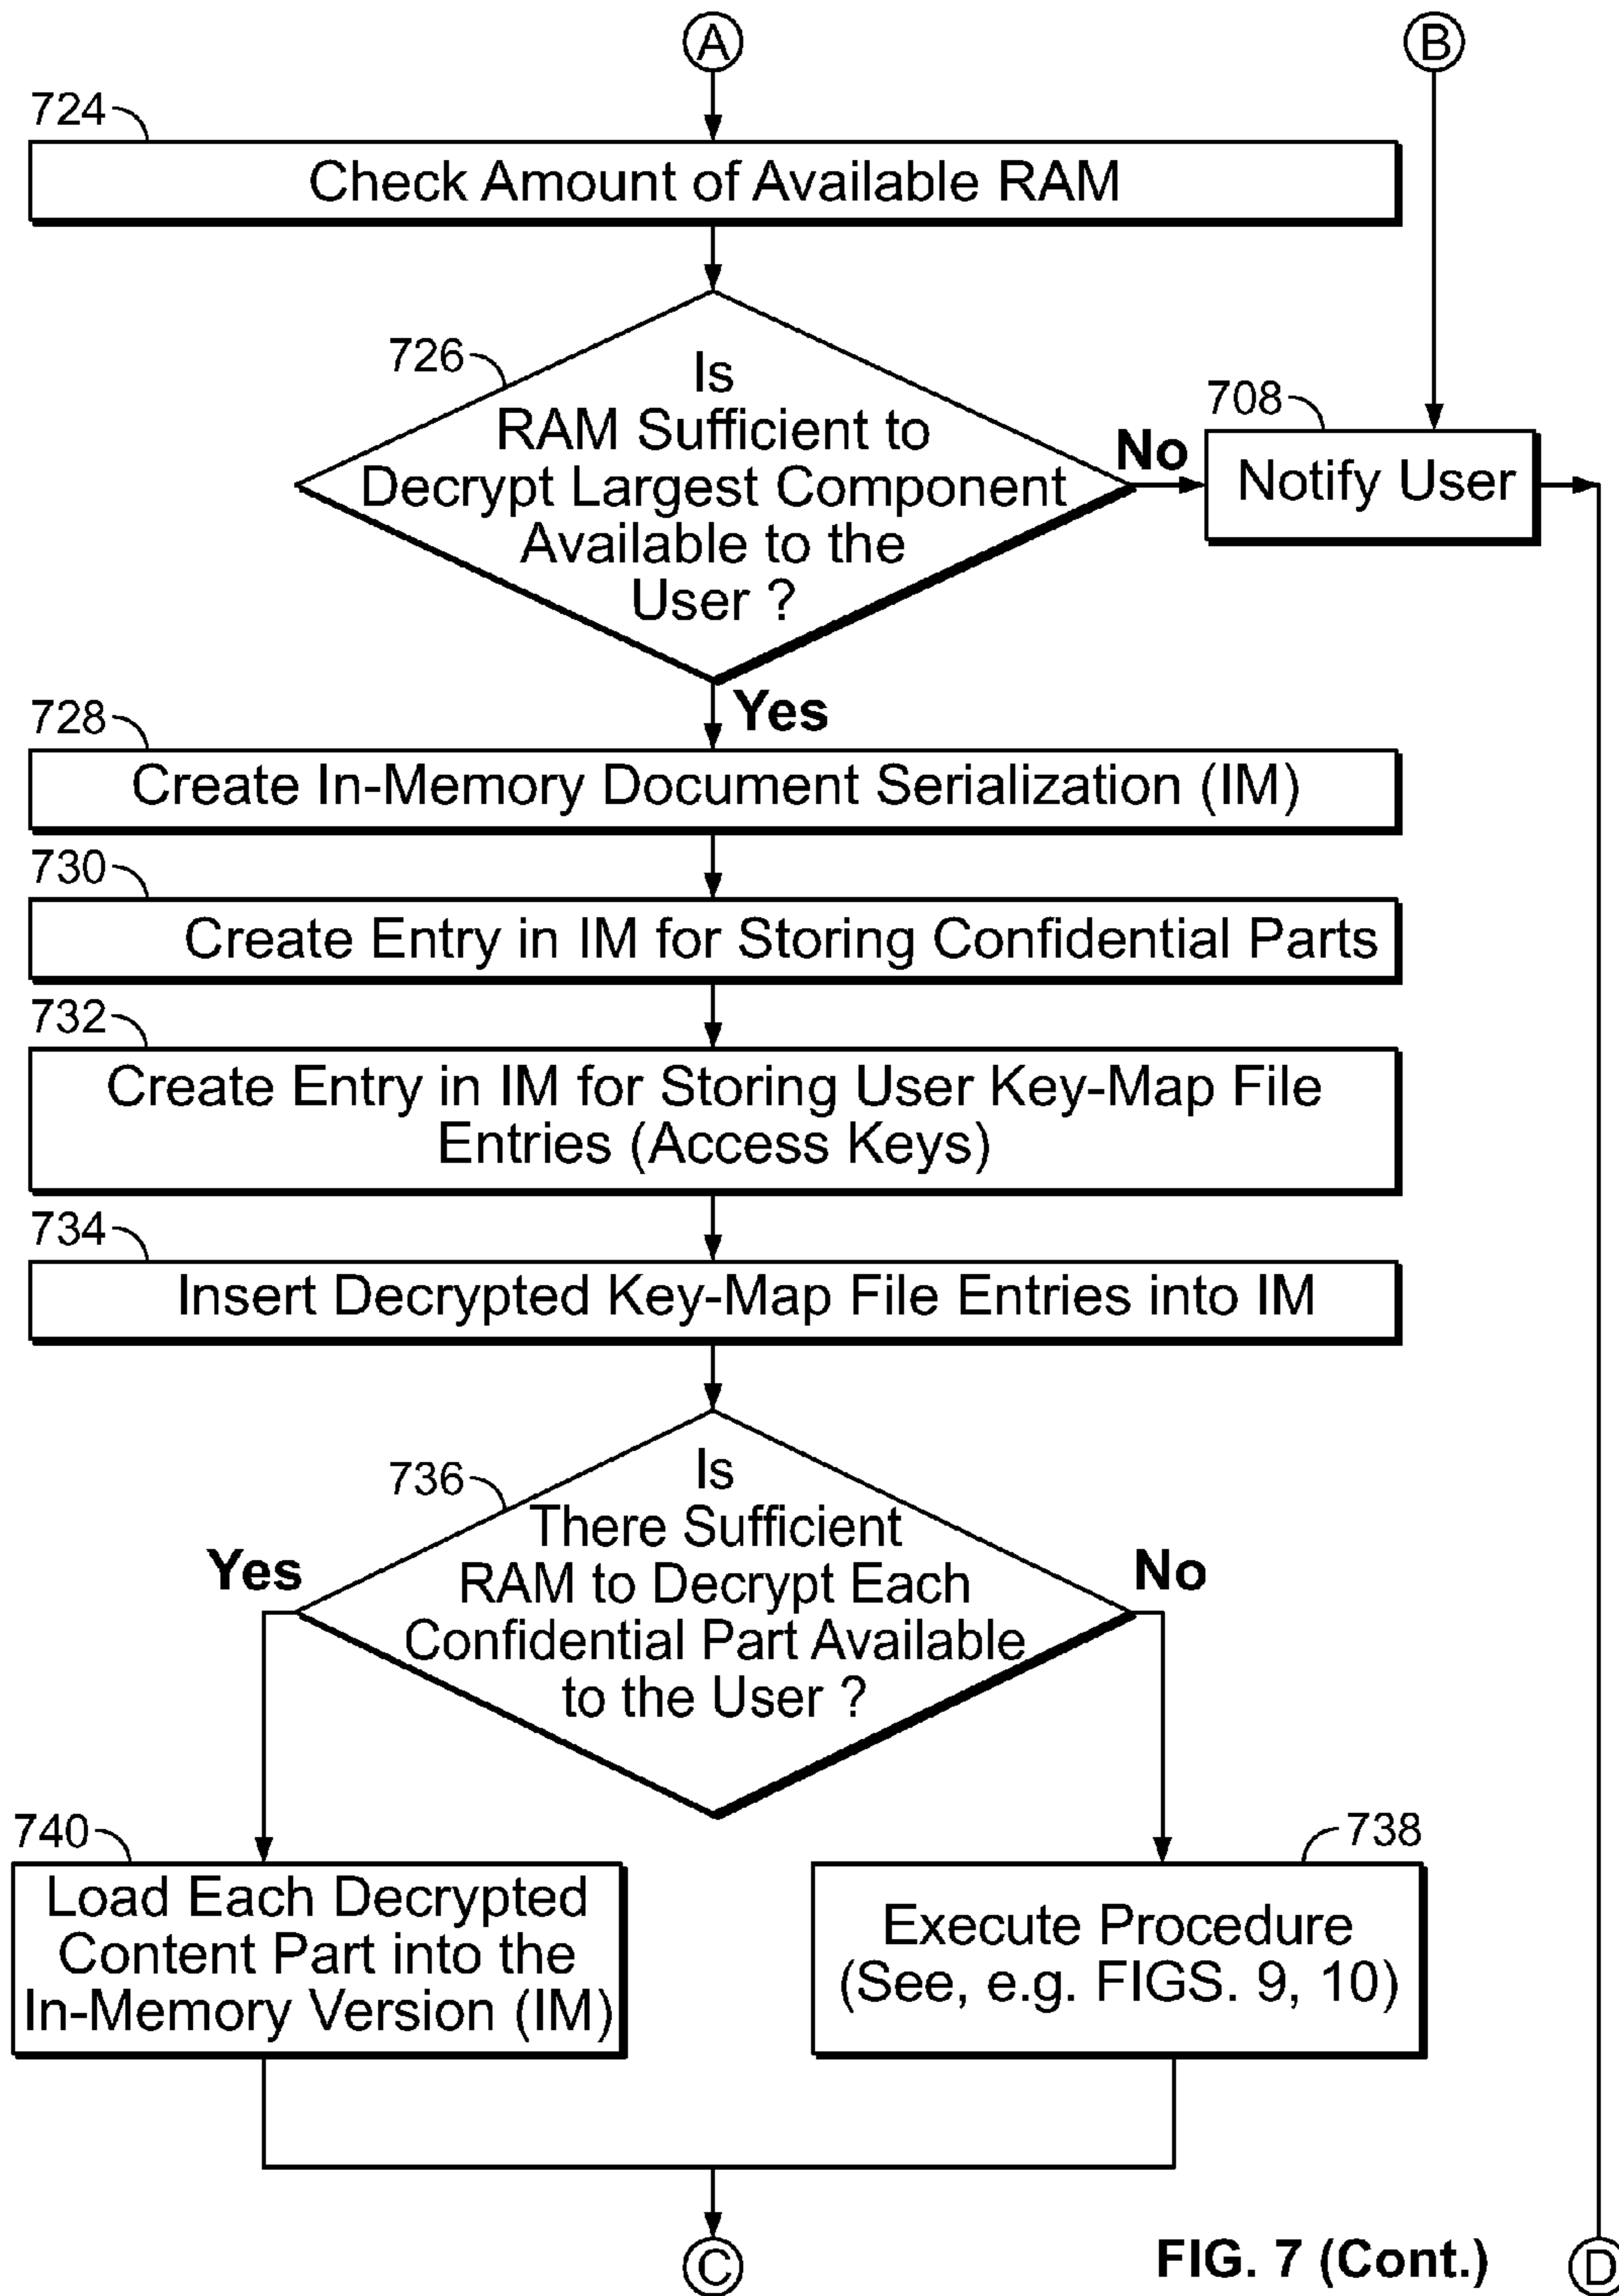 A
B
724
Check Amount of Available RAM
726
Is
RAM Sufficient to
Decrypt Largest Component
Available to the
User ?
No
708
Notify User
Yes
728
Create In-Memory Document Serialization (IM)
730
Create Entry in IM for Storing Confidential Parts
732
Create Entry in IM for Storing User Key-Map File
Entries (Access Keys)
734
Insert Decrypted Key-Map File Entries into IM
736
Is
There Sufficient
RAM to Decrypt Each
Confidential Part Available
to the User ?
Yes
No
740
Load Each Decrypted
Content Part into the
In-Memory Version (IM)
738
Execute Procedure
(See, e.g. FIGS. 9, 10)
C
FIG. 7 (Cont.)
D